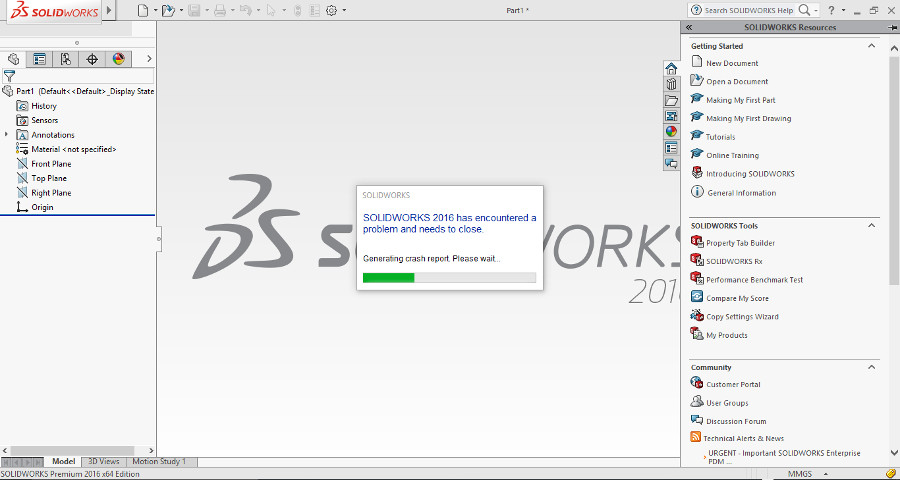 SOLIDWORKS
Part1 *
Search SOLIDWORKS Help
?
SOLIDWORKS Resources
Part1 (Default<<Default>_Display State
History
Sensors
Annotations
Material <not specified>
Front Plane
Top Plane
Right Plane
Origin
SOLIDWORKS
SOLIDWORKS 2016 has encountered a
problem and needs to close.
Generating crash report. Please wait...
SOLIDWORKS
201
Getting Started
New Document
Open a Document
Making My First Part
Making My First Drawing
Tutorials
Online Training
Introducing SOLIDWORKS
General Information
SOLIDWORKS Tools
Property Tab Builder
SOLIDWORKS Rx
Performance Benchmark Test
Compare My Score
Copy Settings Wizard
My Products
Community
Customer Portal
User Groups
Discussion Forum
Technical Alerts & News
URGENT - Important SOLIDWORKS Enterprise
PDM ...
Model
3D Views
Motion Study 1
SOLIDWORKS Premium 2016 x64 Edition
MMGS